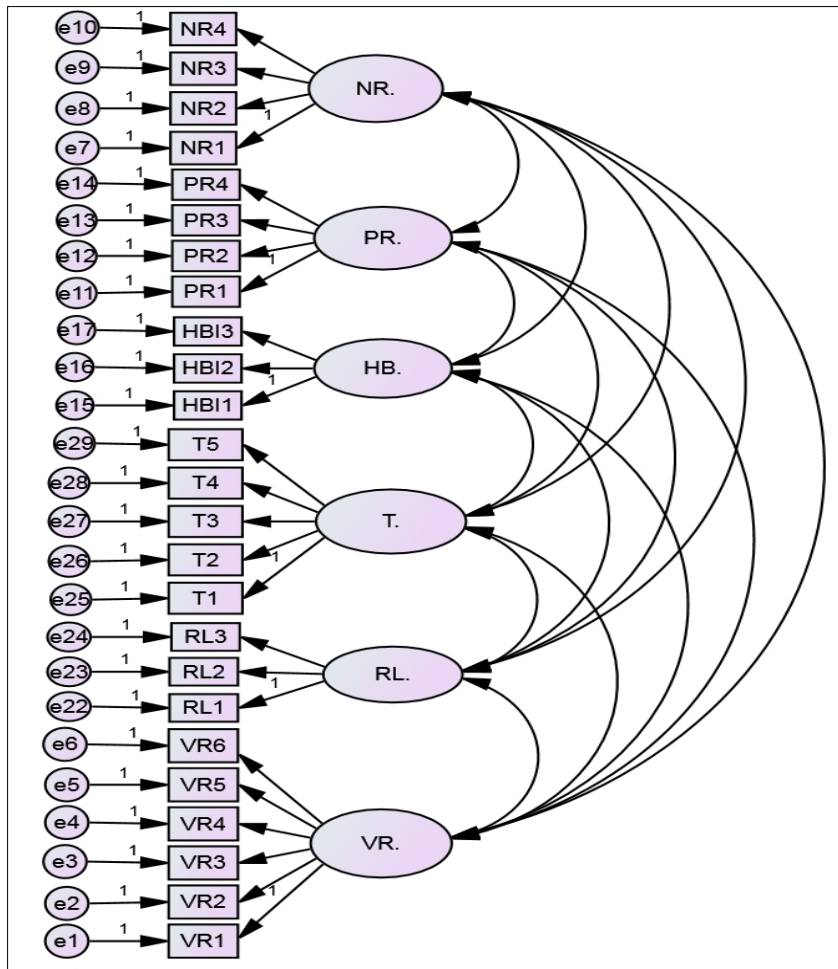 e10 1 NR4
e9 1 NR3
NR.
e8 1 NR2
1
e7 1 NR1
e14 1 PR4
e13 1 PR3
PR.
e12 1 PR2
1
e11 1 PR1
e17 1 HBI3
e16 1 HBI2
HB.
1
e15 1 HBI1
e29 1 T5
e28 1 T4
e27 1 T3
T.
e26 1 T2
1
e25 1 T1
e24 1 RL3
e23 1 RL2
RL.
1
e22 1 RL1
e6 1 VR6
e5 1 VR5
e4 1 VR4
VR.
e3 1 VR3
e2 1 VR2
1
e1 1 VR1